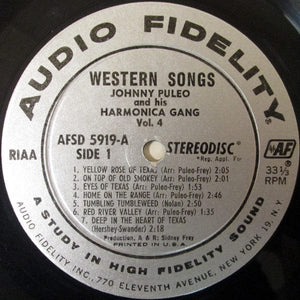 AUDIO FIDELITY®
WESTERN SONGS
JOHNNY PULEO
and his
HARMONICA GANG
Vol. 4
AFSD 5919-A
SIDE 1
STEREODISC*
*Reg. App. For
RIAA
AF
33⅓
RPM
1. YELLOW ROSE OF TEXAS (Arr: Puleo-Frey) 2:05
2. ON TOP OF OLD SMOKEY (Arr: Puleo-Frey) 2:01
3. EYES OF TEXAS (Arr: Puleo-Frey) 1:53
4. HOME ON THE RANGE (Arr: Puleo-Frey) 2:02
5. TUMBLING TUMBLEWEED (Nolan) 2:05
6. RED RIVER VALLEY (Arr: Puleo-Frey) 1:52
7. DEEP IN THE HEART OF TEXAS
(Hershey-Swander) 2:18
Production, A & R: Sidney Frey
PRINTED IN U.S.A.
A STUDY IN HIGH FIDELITY SOUND
AUDIO FIDELITY INC., 770 ELEVENTH AVENUE, NEW YORK 19, N.Y.